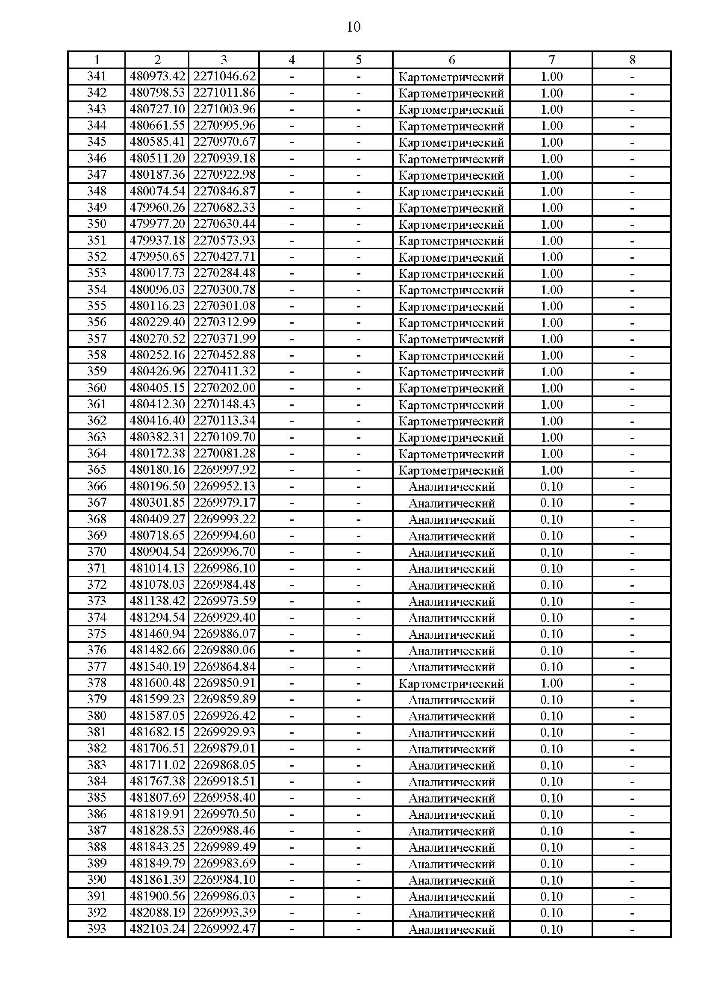 10
1 2 3 4 5 6 7 8
341 480973.42 2271046.62 - - Картометрический 1.00 -
342 480798.53 2271011.86 - - Картометрический 1.00 -
343 480727.10 2271003.96 - - Картометрический 1.00 -
344 480661.55 2270995.96 - - Картометрический 1.00 -
345 480585.41 2270970.67 - - Картометрический 1.00 -
346 480511.20 2270939.18 - - Картометрический 1.00 -
347 480187.36 2270922.98 - - Картометрический 1.00 -
348 480074.54 2270846.87 - - Картометрический 1.00 -
349 479960.26 2270682.33 - - Картометрический 1.00 -
350 479977.20 2270630.44 - - Картометрический 1.00 -
351 479937.18 2270573.93 - - Картометрический 1.00 -
352 479950.65 2270427.71 - - Картометрический 1.00 -
353 480017.73 2270284.48 - - Картометрический 1.00 -
354 480096.03 2270300.78 - - Картометрический 1.00 -
355 480116.23 2270301.08 - - Картометрический 1.00 -
356 480229.40 2270312.99 - - Картометрический 1.00 -
357 480270.52 2270371.99 - - Картометрический 1.00 -
358 480252.16 2270452.88 - - Картометрический 1.00 -
359 480426.96 2270411.32 - - Картометрический 1.00 -
360 480405.15 2270202.00 - - Картометрический 1.00 -
361 480412.30 2270148.43 - - Картометрический 1.00 -
362 480416.40 2270113.34 - - Картометрический 1.00 -
363 480382.31 2270109.70 - - Картометрический 1.00 -
364 480172.38 2270081.28 - - Картометрический 1.00 -
365 480180.16 2269997.92 - - Картометрический 1.00 -
366 480196.50 2269952.13 - - Аналитический 0.10 -
367 480301.85 2269979.17 - - Аналитический 0.10 -
368 480409.27 2269993.22 - - Аналитический 0.10 -
369 480718.65 2269994.60 - - Аналитический 0.10 -
370 480904.54 2269996.70 - - Аналитический 0.10 -
371 481014.13 2269986.10 - - Аналитический 0.10 -
372 481078.03 2269984.48 - - Аналитический 0.10 -
373 481138.42 2269973.59 - - Аналитический 0.10 -
374 481294.54 2269929.40 - - Аналитический 0.10 -
375 481460.94 2269886.07 - - Аналитический 0.10 -
376 481482.66 2269880.06 - - Аналитический 0.10 -
377 481540.19 2269864.84 - - Аналитический 0.10 -
378 481600.48 2269850.91 - - Картометрический 1.00 -
379 481599.23 2269859.89 - - Аналитический 0.10 -
380 481587.05 2269926.42 - - Аналитический 0.10 -
381 481682.15 2269929.93 - - Аналитический 0.10 -
382 481706.51 2269879.01 - - Аналитический 0.10 -
383 481711.02 2269868.05 - - Аналитический 0.10 -
384 481767.38 2269918.51 - - Аналитический 0.10 -
385 481807.69 2269958.40 - - Аналитический 0.10 -
386 481819.91 2269970.50 - - Аналитический 0.10 -
387 481828.53 2269988.46 - - Аналитический 0.10 -
388 481843.25 2269989.49 - - Аналитический 0.10 -
389 481849.79 2269983.69 - - Аналитический 0.10 -
390 481861.39 2269984.10 - - Аналитический 0.10 -
391 481900.56 2269986.03 - - Аналитический 0.10 -
392 482088.19 2269993.39 - - Аналитический 0.10 -
393 482103.24 2269992.47 - - Аналитический 0.10 -